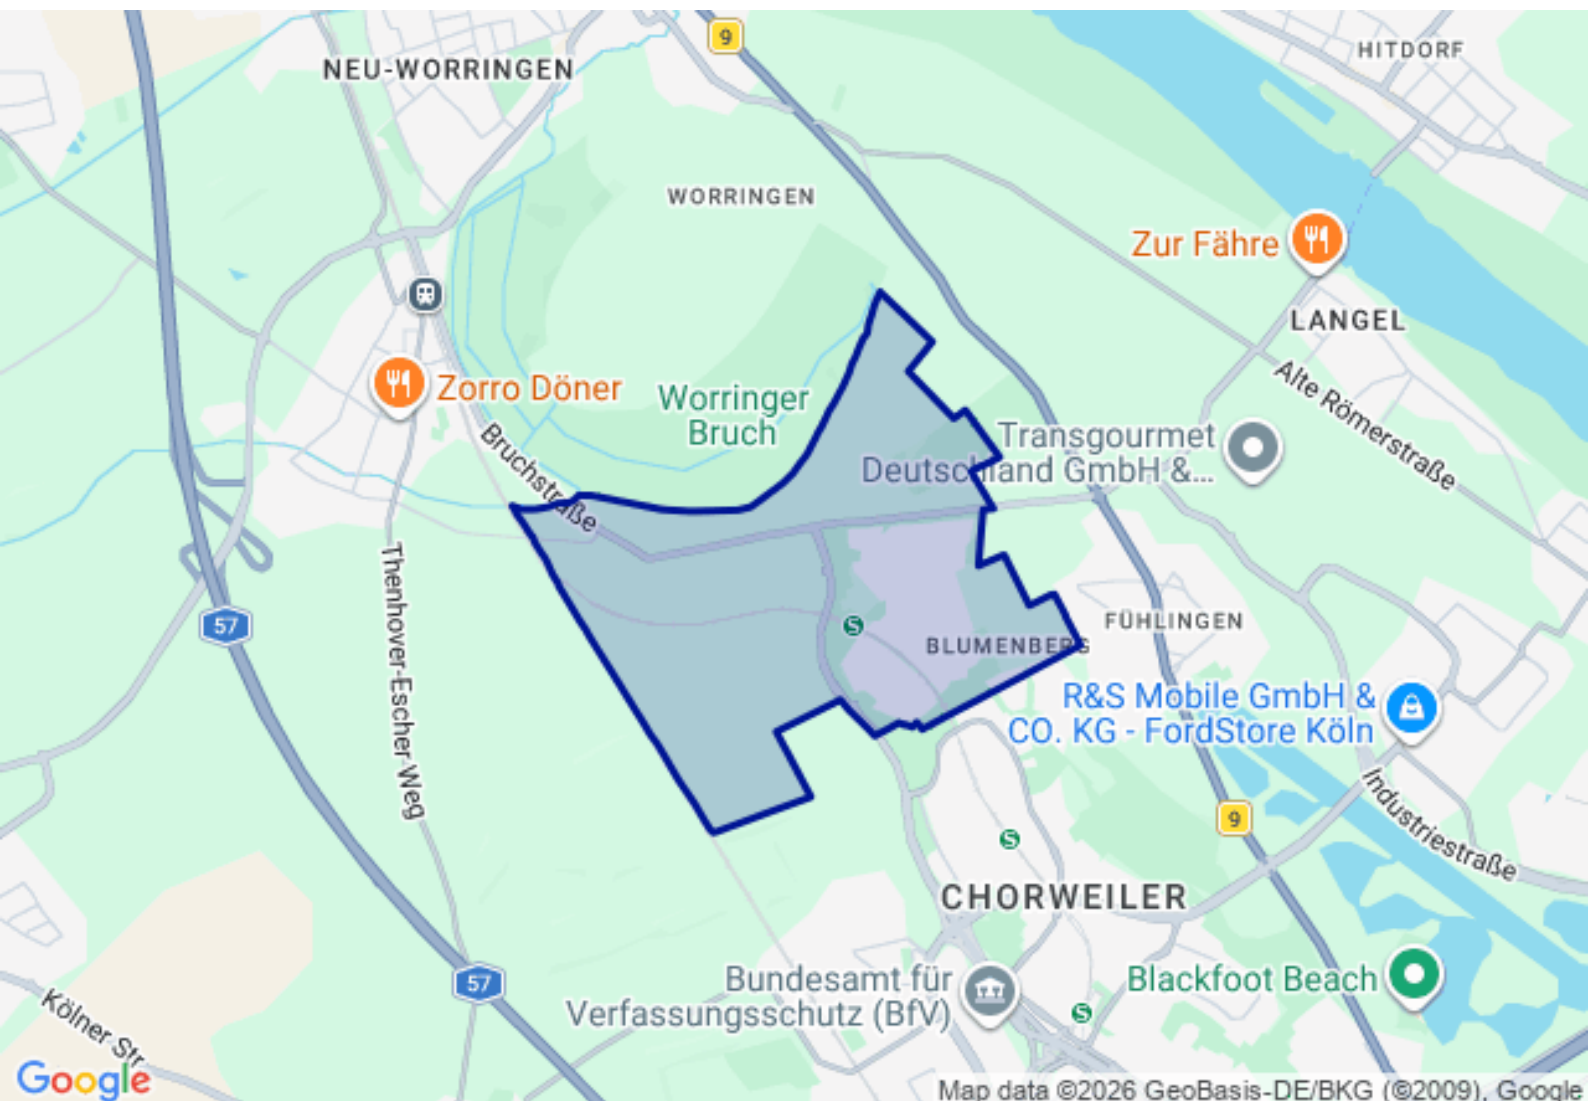 9
HITDORF
NEU-WORRINGEN
WORRINGEN
Zur Fähre
LANGEL
Zorro Döner
Worringer
Bruch
Alte Römerstraße
Bruchstraße
Transgourmet
Deutschland GmbH &...
Thenhover-Escher-Weg
57
S
FÜHLINGEN
BLUMENBERG
R&S Mobile GmbH &
CO. KG - FordStore Köln
9
Industriestraße
S
CHORWEILER
57
Bundesamt für
Verfassungsschutz (BfV)
Blackfoot Beach
S
Kölner Str.
Google
Map data ©2026 GeoBasis-DE/BKG (©2009), Google